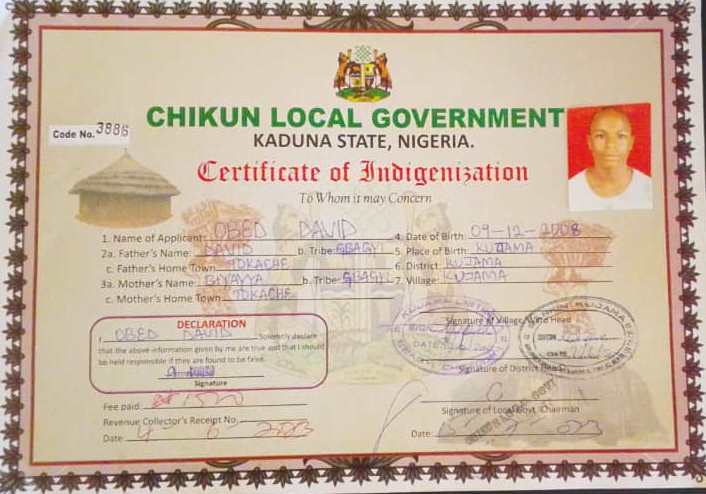 CHIKUN LOCAL GOVERNMENT
Code No. 3886
KADUNA STATE, NIGERIA.
Certificate of Indigenization
To Whom it may Concern
1. Name of Applicant: OBED DAVID 4. Date of Birth: 09-12-2008
2a. Father's Name: DAVID b. Tribe: GBAGYI 5. Place of Birth: KUJAMA
c. Father's Home Town TOKACHE 6. District: KUJAMA
3a. Mother's Name: b. Tribe: GBAGYI 7. Village: KUJAMA
c. Mother's Home Town TOKACHE
DECLARATION
I OBED DAVID Solemnly declare
that the above information given by me are true and that I should
be held responsible if they are found to be false.
Signature
Fee paid:
Revenue Collector's Receipt No.
Date 4 6 2023
Signature of Village/Ward Head
DATE
Signature of District Head
Signature of Local Govt. Chairman
Date: